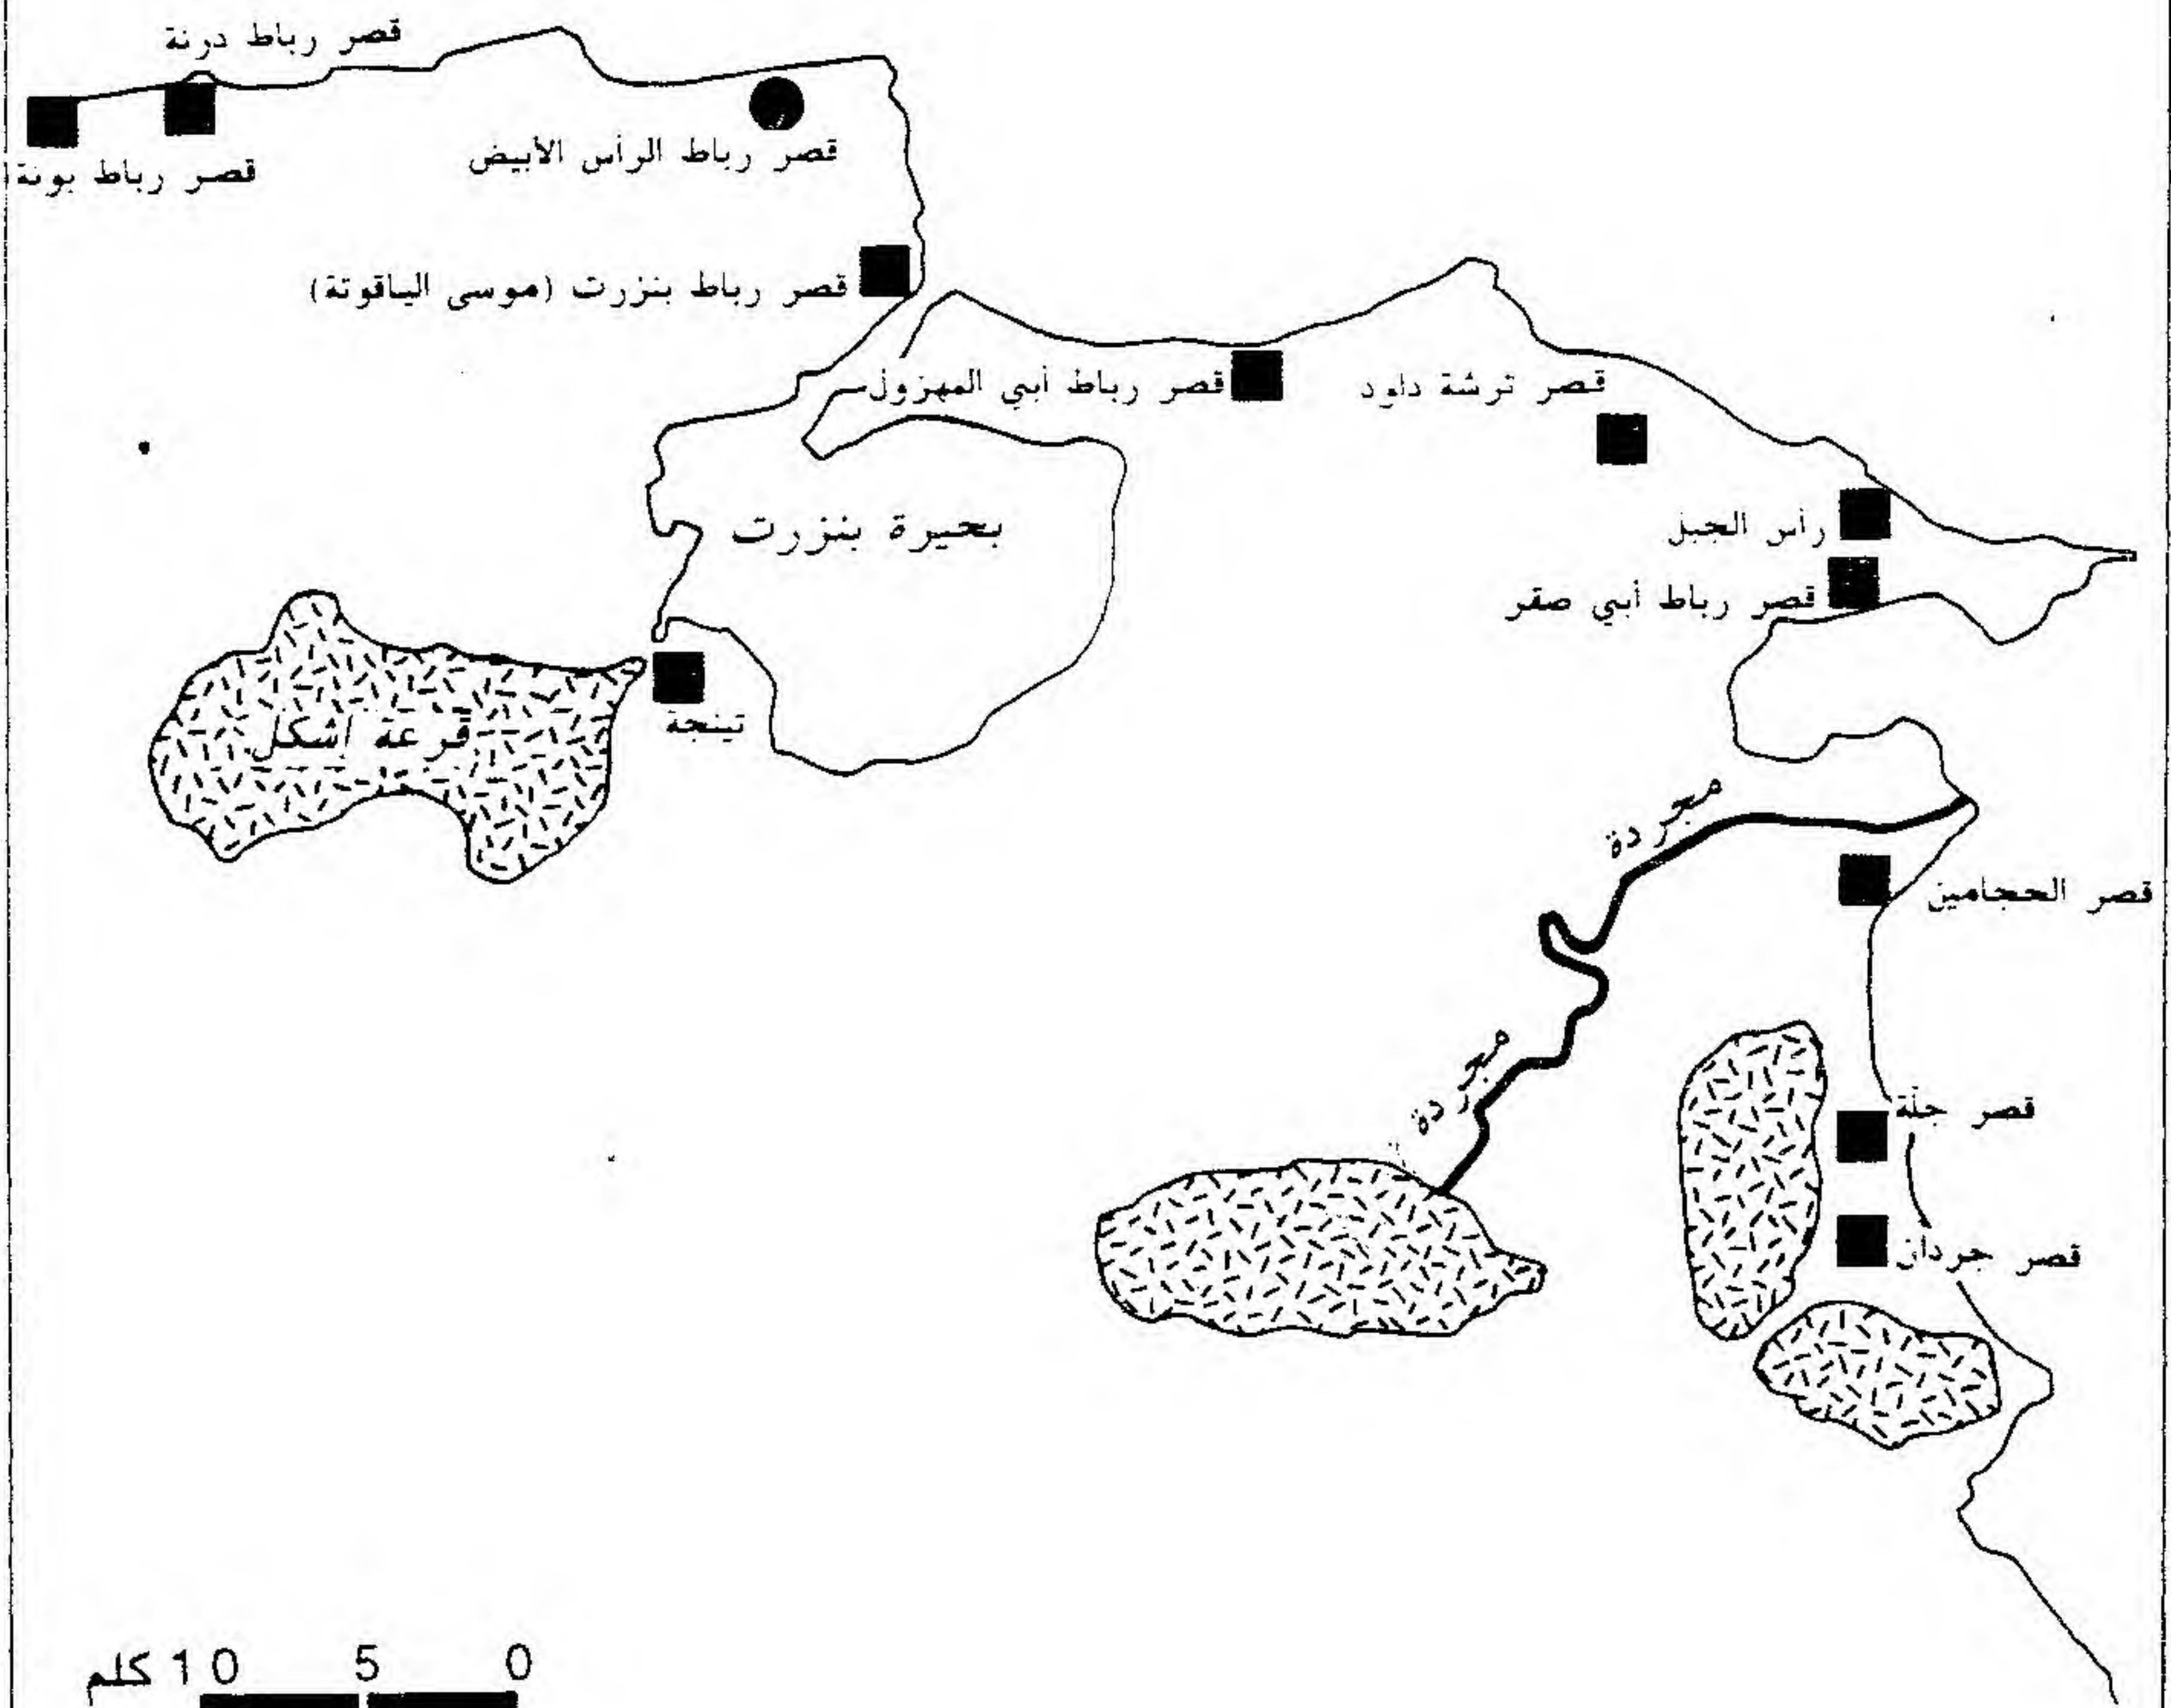 قصر رباط درنة
قصر رباط بونة
قصر رباط الرأس الأبيض
قصر رباط بنزرت (موسى الياقوتة)
قصر رباط أبي المهزول
قصر ترشة داود
بحيرة بنزرت
رأس الجبل
قصر رباط أبي صقر
قرعة إشكل
تينجة
مجردة
قصر الحجامين
مجردة
قصر جلة
قصر جردان
0 5 10 كلم